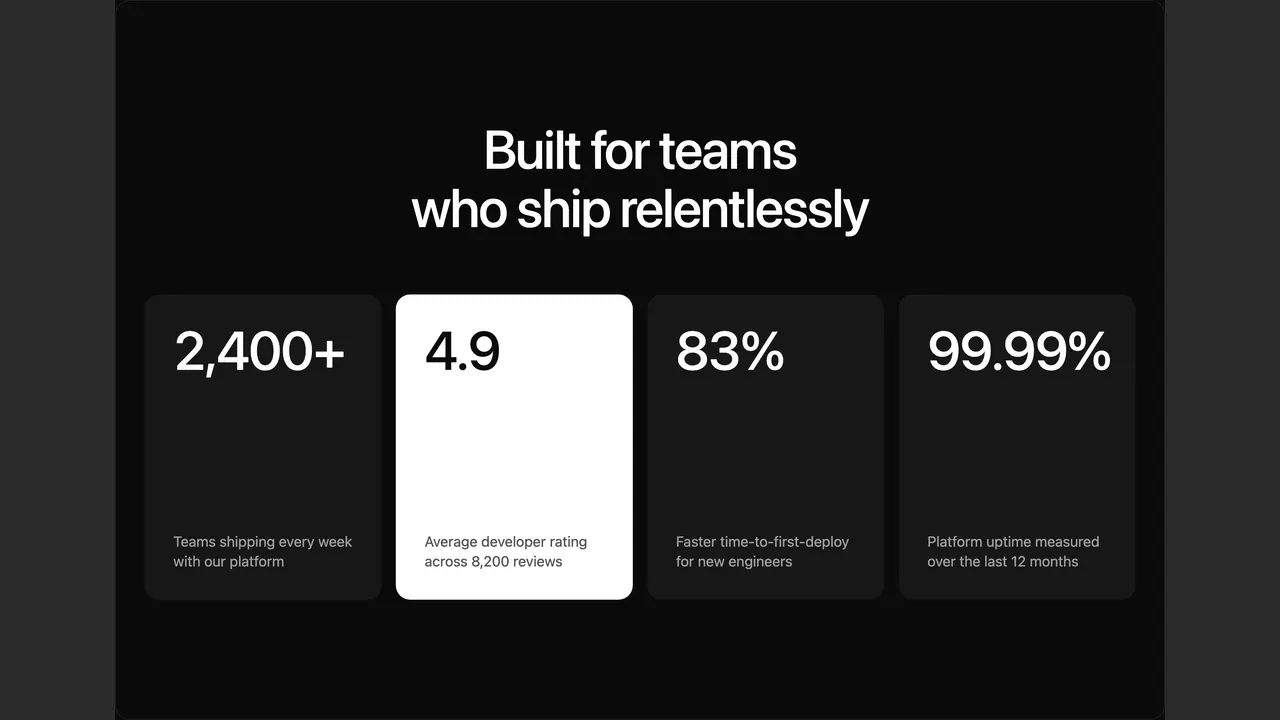 Built for teams
who ship relentlessly
2,400+
Teams shipping every week
with our platform
4.9
Average developer rating
across 8,200 reviews
83%
Faster time-to-first-deploy
for new engineers
99.99%
Platform uptime measured
over the last 12 months